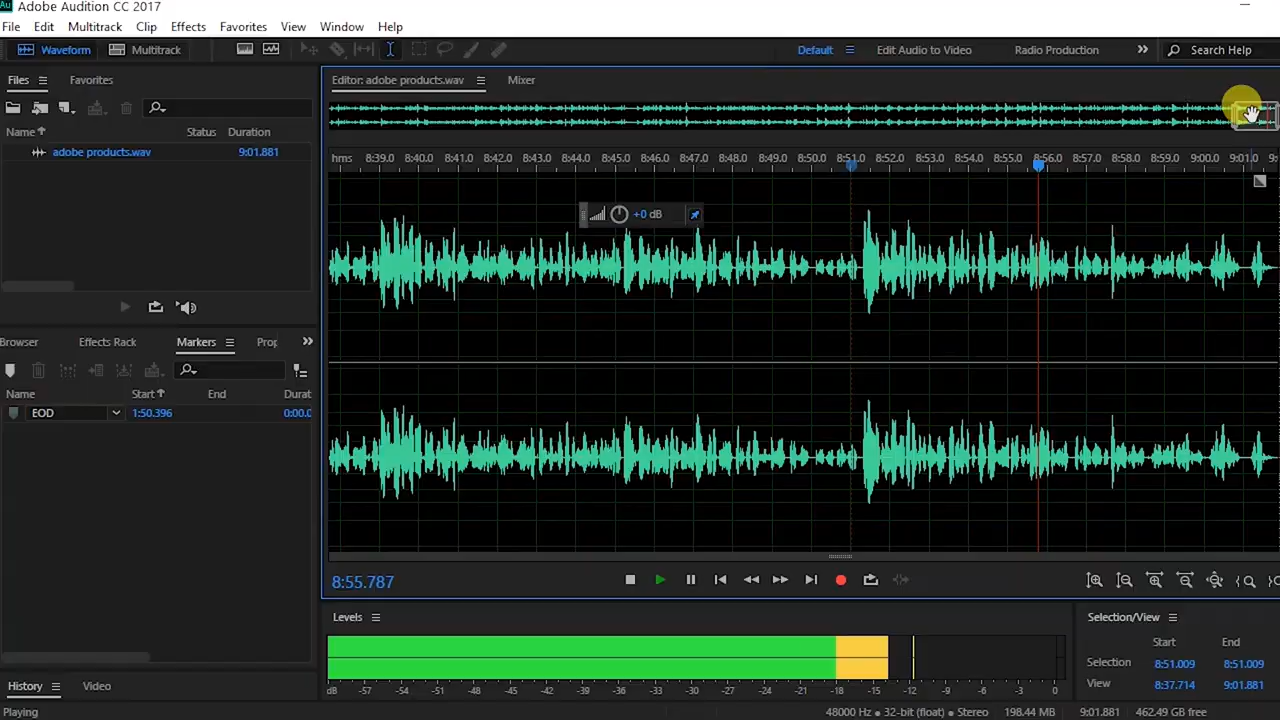 Au Adobe Audition CC 2017
File Edit Multitrack Clip Effects Favorites View Window Help
Waveform Multitrack Default Edit Audio to Video Radio Production Search Help
Files Favorites
Name Status Duration
adobe products.wav 9:01.881
Browser Effects Rack Markers Prop
Name Start End Durat
EOD 1:50.396 0:00.0
History Video
Playing
Editor: adobe products.wav Mixer
hms 8:39.0 8:40.0 8:41.0 8:42.0 8:43.0 8:44.0 8:45.0 8:46.0 8:47.0 8:48.0 8:49.0 8:50.0 8:51.0 8:52.0 8:53.0 8:54.0 8:55.0 8:56.0 8:57.0 8:58.0 8:59.0 9:00.0 9:01.0 9:
+0 dB
8:55.787
Levels
dB -57 -54 -51 -48 -45 -42 -39 -36 -33 -30 -27 -24 -21 -18 -15 -12 -9 -6 -3 0
Selection/View
Start End
Selection 8:51.009 8:51.009
View 8:37.714 9:01.881
48000 Hz ● 32-bit (float) ● Stereo 198.44 MB 9:01.881 462.49 GB free